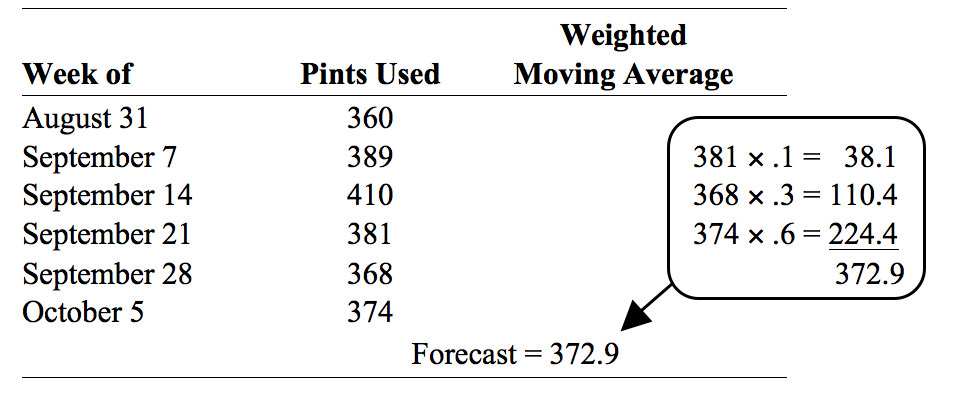 Weighted
Week of Pints Used Moving Average
August 31 360
September 7 389 381 × .1 = 38.1
September 14 410 368 × .3 = 110.4
September 21 381 374 × .6 = 224.4
September 28 368 372.9
October 5 374
Forecast = 372.9